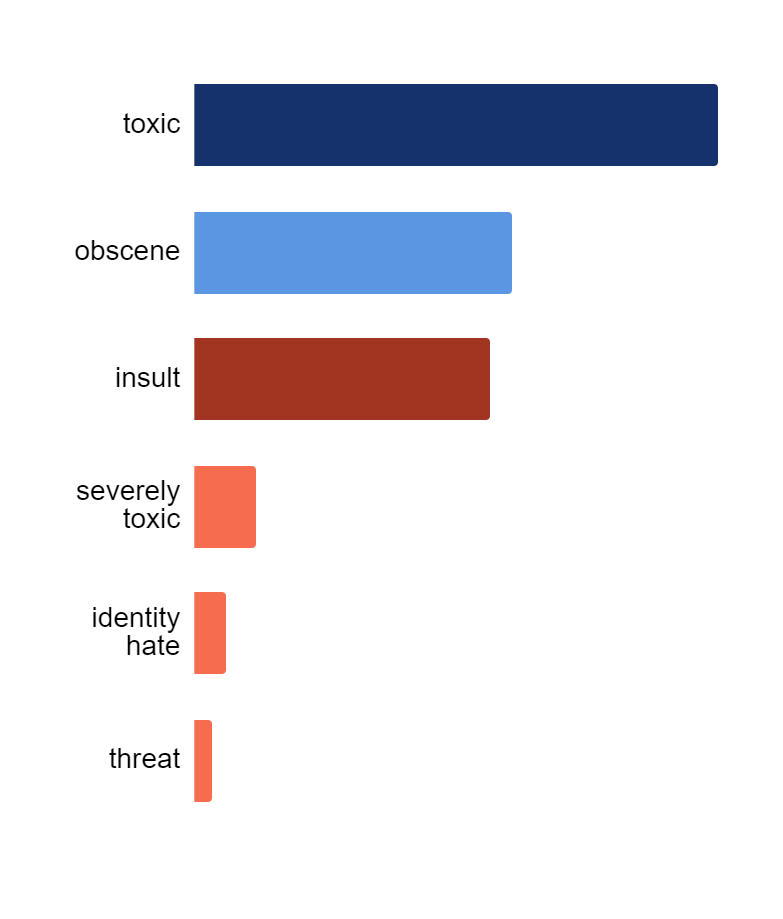 toxic
obscene
insult
severely
toxic
identity
hate
threat